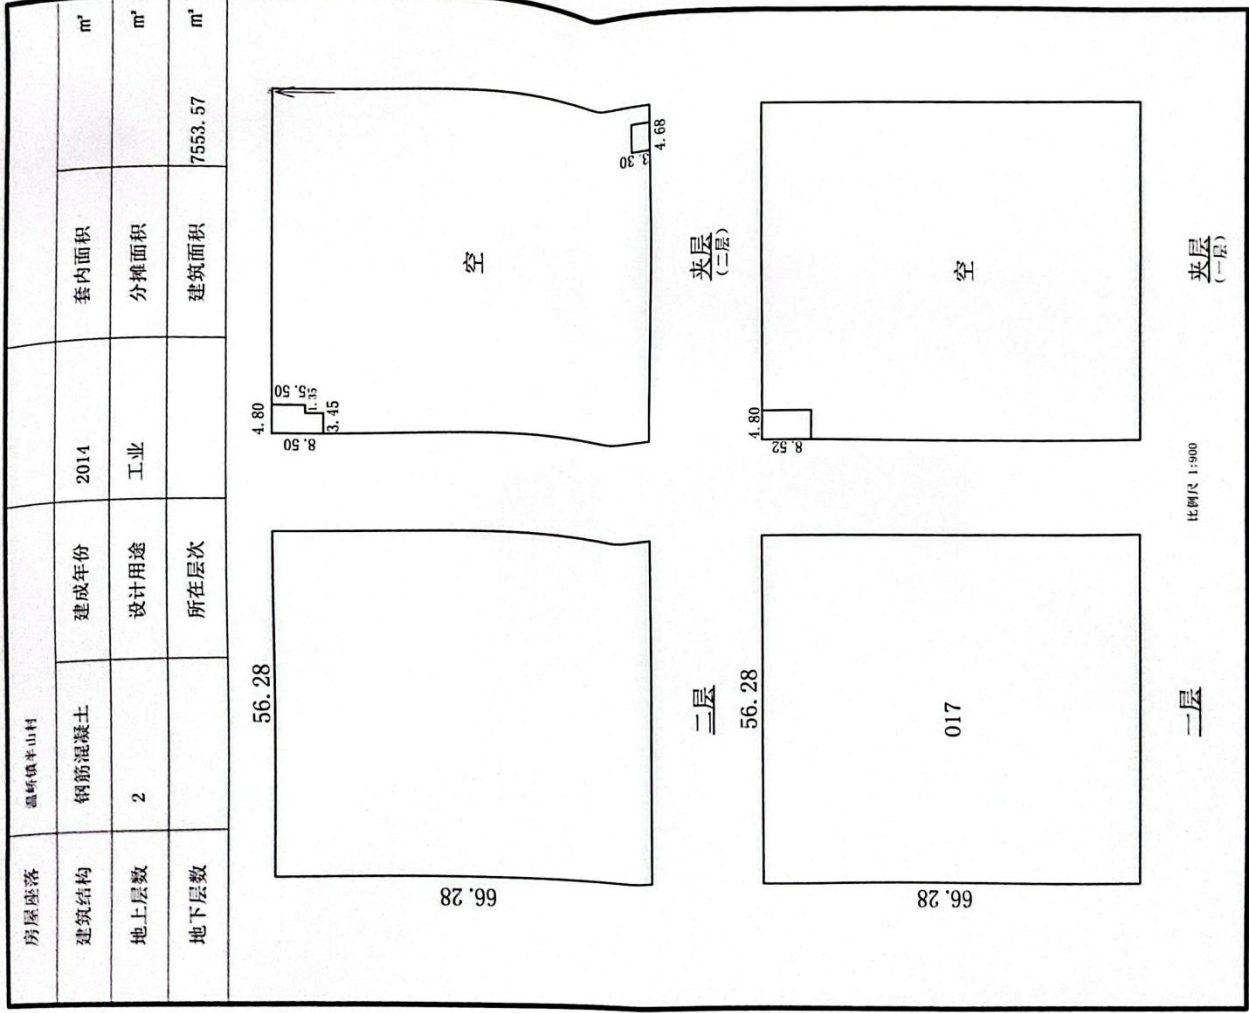 房屋座落 温峤镇半山村
建筑结构 钢筋混凝土 建成年份 2014 套内面积 m²
地上层数 2 设计用途 工业 分摊面积 m²
地下层数 所在层次 建筑面积 7553.57 m²
56.28
66.28
二层
4.80
8.50
5.50
1.35
3.45
空
3.30
4.68
夹层
(二层)
56.28
66.28
017
一层
4.80
8.52
空
夹层
(一层)
比例尺 1:900